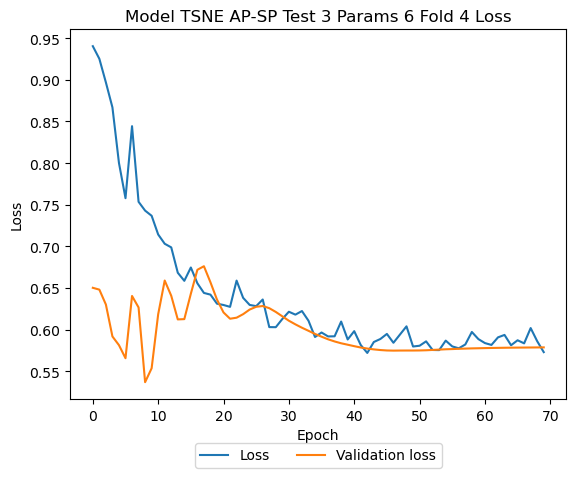 Model TSNE AP-SP Test 3 Params 6 Fold 4 Loss
0.95
0.90
0.85
0.80
0.75
0.70
0.65
0.60
0.55
Loss
0 10 20 30 40 50 60 70
Epoch
Loss Validation loss